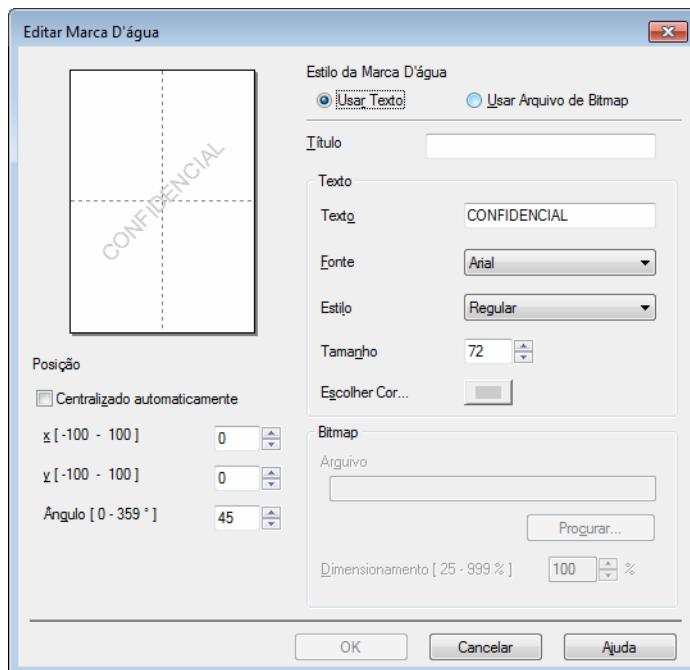 Editar Marca D'água
CONFIDENCIAL
Posição
Centralizado automaticamente
x [ -100 - 100 ] 0
y [ -100 - 100 ] 0
Ângulo [ 0 - 359 ° ] 45
Estilo da Marca D'água
Usar Texto Usar Arquivo de Bitmap
Título
Texto
Texto CONFIDENCIAL
Fonte Arial
Estilo Regular
Tamanho 72
Escolher Cor...
Bitmap
Arquivo
Procurar...
Dimensionamento [ 25 - 999 % ] 100 %
OK Cancelar Ajuda